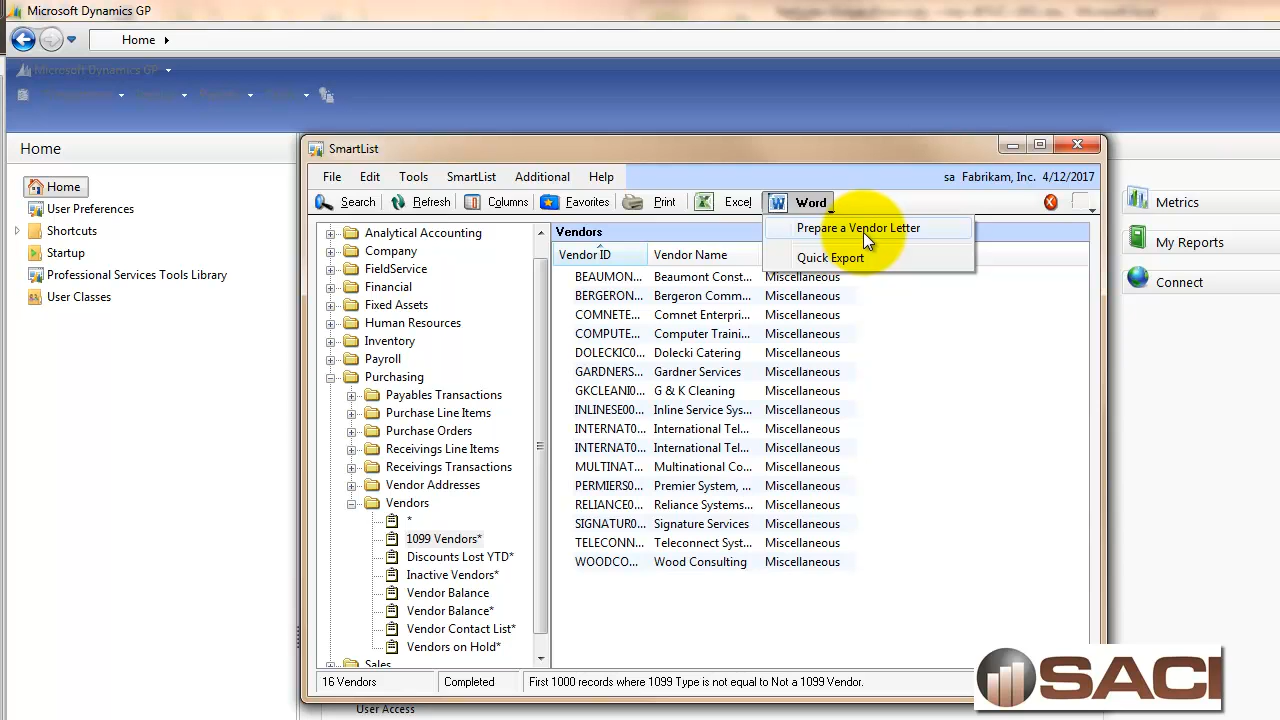 Microsoft Dynamics GP
Home
Microsoft Dynamics GP
Home
Home
User Preferences
Shortcuts
Startup
Professional Services Tools Library
User Classes
SmartList
File Edit Tools SmartList Additional Help
sa Fabrikam, Inc. 4/12/2017
Search Refresh Columns Favorites Print Excel Word
Prepare a Vendor Letter
Quick Export
Analytical Accounting
Company
FieldService
Financial
Fixed Assets
Human Resources
Inventory
Payroll
Purchasing
Payables Transactions
Purchase Line Items
Purchase Orders
Receivings Line Items
Receivings Transactions
Vendor Addresses
Vendors
*
1099 Vendors*
Discounts Lost YTD*
Inactive Vendors*
Vendor Balance
Vendor Balance*
Vendor Contact List*
Vendors on Hold*
Sales
Vendors
Vendor ID Vendor Name
BEAUMON... Beaumont Cons... Miscellaneous
BERGERON... Bergeron Comm... Miscellaneous
COMNETE... Comnet Enterpri... Miscellaneous
COMPUTE... Computer Traini... Miscellaneous
DOLECKIC0... Dolecki Catering Miscellaneous
GARDNERS... Gardner Services Miscellaneous
GKCLEANI0... G & K Cleaning Miscellaneous
INLINESE00... Inline Service Sys... Miscellaneous
INTERNAT0... International Tel... Miscellaneous
INTERNAT0... International Tel... Miscellaneous
MULTINAT... Multinational Co... Miscellaneous
PERMIERS0... Premier System, ... Miscellaneous
RELIANCE0... Reliance Systems... Miscellaneous
SIGNATUR0... Signature Services Miscellaneous
TELECONN... Teleconnect Syst... Miscellaneous
WOODCO... Wood Consulting Miscellaneous
16 Vendors Completed First 1000 records where 1099 Type is not equal to Not a 1099 Vendor.
Metrics
My Reports
Connect
User Access
SACI